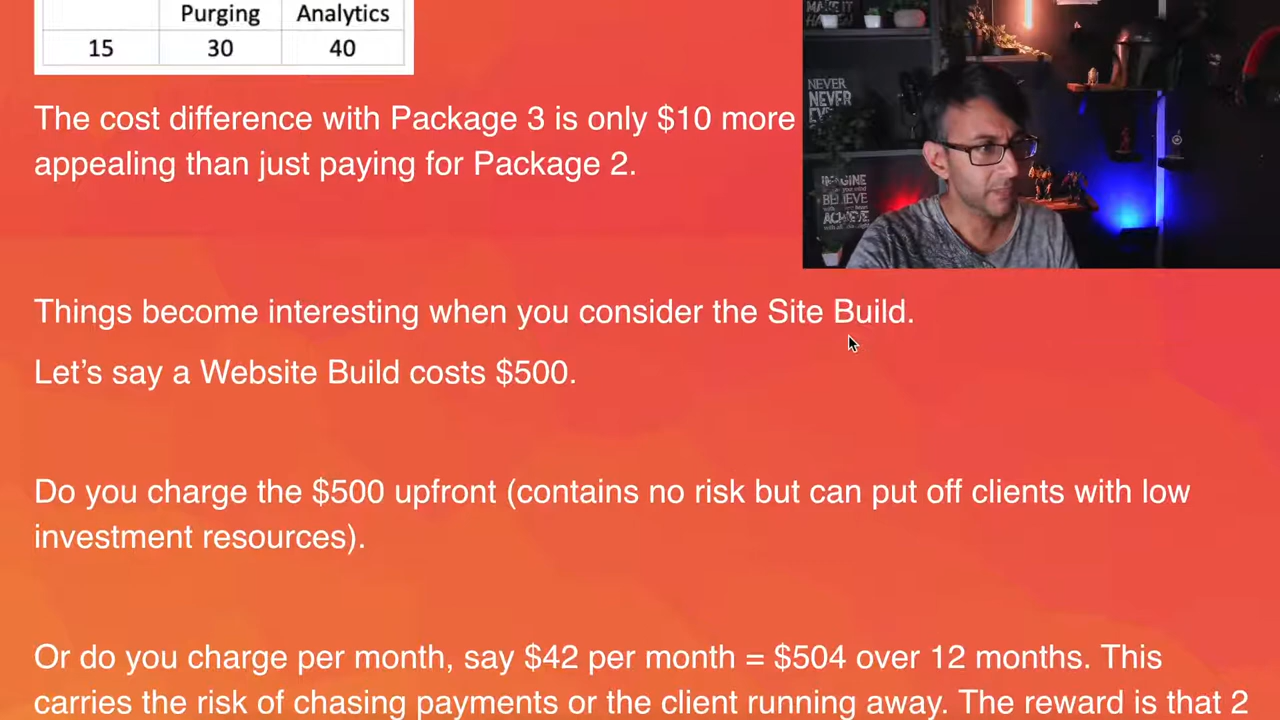 Purging Analytics
15 30 40
The cost difference with Package 3 is only $10 more
appealing than just paying for Package 2.
Things become interesting when you consider the Site Build.
Let’s say a Website Build costs $500.
Do you charge the $500 upfront (contains no risk but can put off clients with low
investment resources).
Or do you charge per month, say $42 per month = $504 over 12 months. This
carries the risk of chasing payments or the client running away. The reward is that 2
MAKE IT
HAPPEN
NEVER
NEVER
IMAGINE
BELIEVE
ACHIEVE